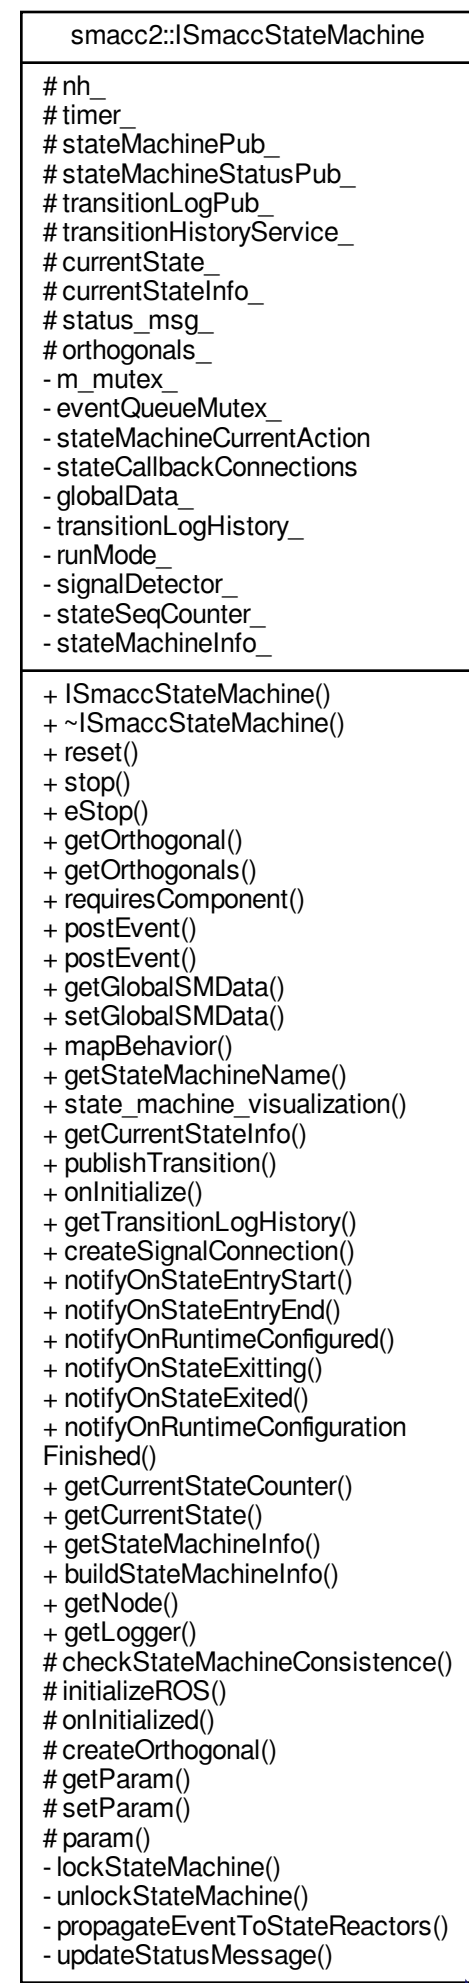 smacc2::ISmaccStateMachine
# nh_
# timer_
# stateMachinePub_
# stateMachineStatusPub_
# transitionLogPub_
# transitionHistoryService_
# currentState_
# currentStateInfo_
# status_msg_
# orthogonals_
- m_mutex_
- eventQueueMutex_
- stateMachineCurrentAction
- stateCallbackConnections
- globalData_
- transitionLogHistory_
- runMode_
- signalDetector_
- stateSeqCounter_
- stateMachineInfo_
+ ISmaccStateMachine()
+ ~ISmaccStateMachine()
+ reset()
+ stop()
+ eStop()
+ getOrthogonal()
+ getOrthogonals()
+ requiresComponent()
+ postEvent()
+ postEvent()
+ getGlobalSMData()
+ setGlobalSMData()
+ mapBehavior()
+ getStateMachineName()
+ state_machine_visualization()
+ getCurrentStateInfo()
+ publishTransition()
+ onInitialize()
+ getTransitionLogHistory()
+ createSignalConnection()
+ notifyOnStateEntryStart()
+ notifyOnStateEntryEnd()
+ notifyOnRuntimeConfigured()
+ notifyOnStateExitting()
+ notifyOnStateExited()
+ notifyOnRuntimeConfiguration
Finished()
+ getCurrentStateCounter()
+ getCurrentState()
+ getStateMachineInfo()
+ buildStateMachineInfo()
+ getNode()
+ getLogger()
# checkStateMachineConsistence()
# initializeROS()
# onInitialized()
# createOrthogonal()
# getParam()
# setParam()
# param()
- lockStateMachine()
- unlockStateMachine()
- propagateEventToStateReactors()
- updateStatusMessage()